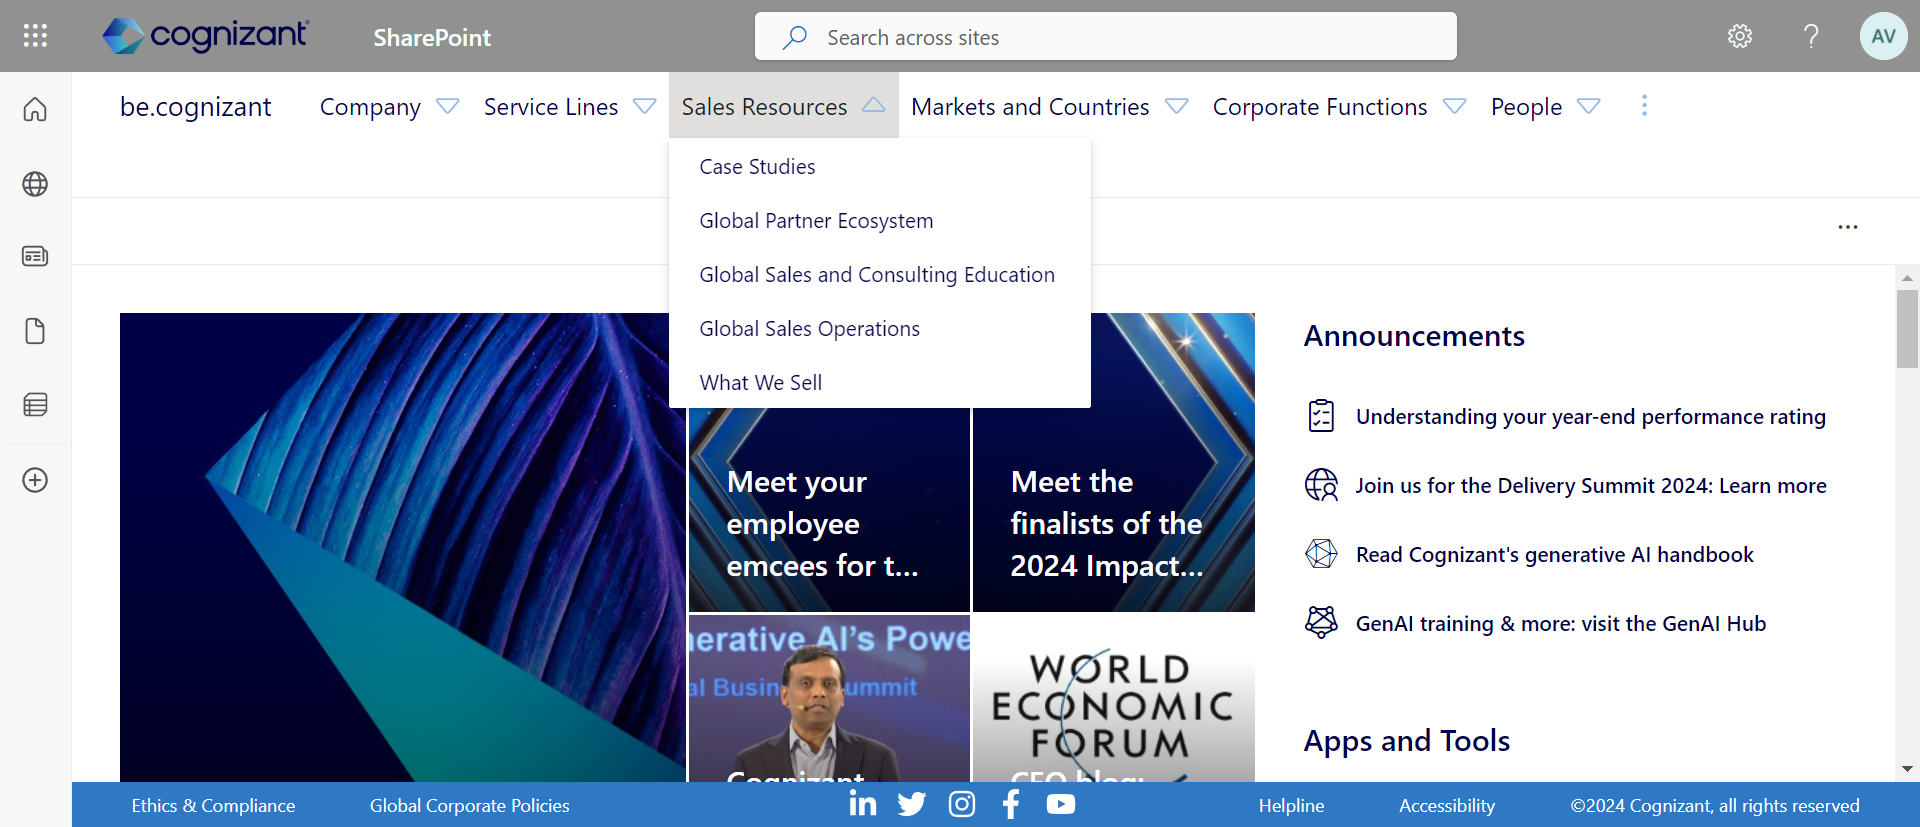 cognizant
SharePoint
Search across sites
AV
be.cognizant
Company
Service Lines
Sales Resources
Markets and Countries
Corporate Functions
People
Case Studies
Global Partner Ecosystem
Global Sales and Consulting Education
Global Sales Operations
What We Sell
Meet your
employee
emcees for t...
Meet the
finalists of the
2024 Impact...
nerative AI's Powe
al Busin ummit
Cognizant
WORLD
ECONOMIC
FORUM
CEO blog:
Announcements
Understanding your year-end performance rating
Join us for the Delivery Summit 2024: Learn more
Read Cognizant's generative AI handbook
GenAI training & more: visit the GenAI Hub
Apps and Tools
Ethics & Compliance
Global Corporate Policies
Helpline
Accessibility
©2024 Cognizant, all rights reserved